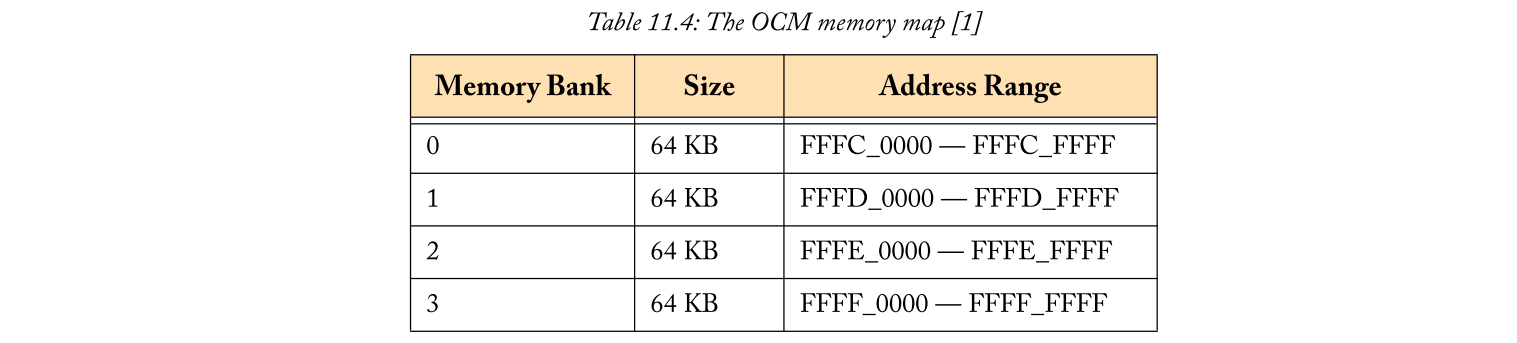 Table 11.4: The OCM memory map [1]
Memory Bank Size Address Range
0 64 KB FFFC_0000 — FFFC_FFFF
1 64 KB FFFD_0000 — FFFD_FFFF
2 64 KB FFFE_0000 — FFFE_FFFF
3 64 KB FFFF_0000 — FFFF_FFFF